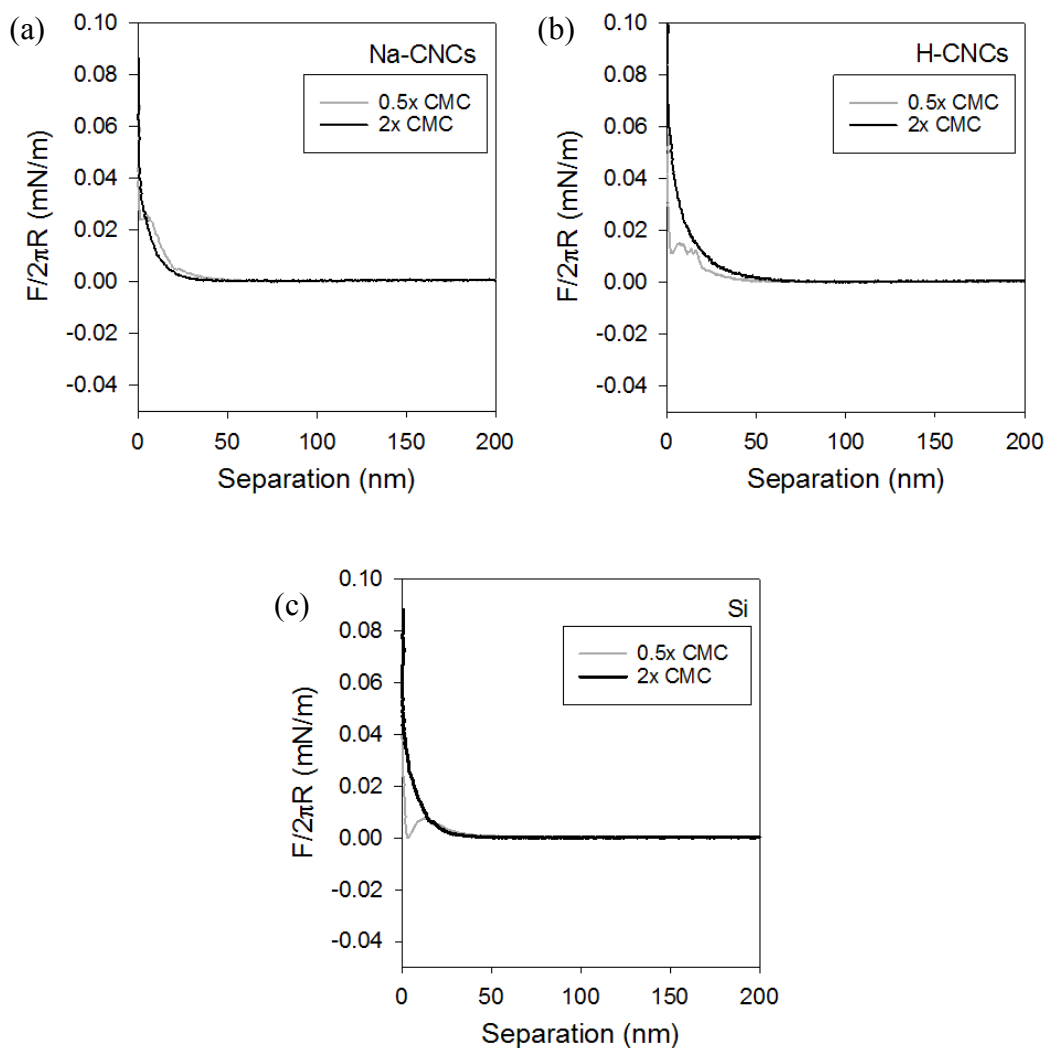 (a)
Na-CNCs
0.5x CMC
2x CMC
F/2πR (mN/m)
0.10
0.08
0.06
0.04
0.02
0.00
-0.02
-0.04
0 50 100 150 200
Separation (nm)
(b)
H-CNCs
0.5x CMC
2x CMC
F/2πR (mN/m)
0.10
0.08
0.06
0.04
0.02
0.00
-0.02
-0.04
0 50 100 150 200
Separation (nm)
(c)
Si
0.5x CMC
2x CMC
F/2πR (mN/m)
0.10
0.08
0.06
0.04
0.02
0.00
-0.02
-0.04
0 50 100 150 200
Separation (nm)